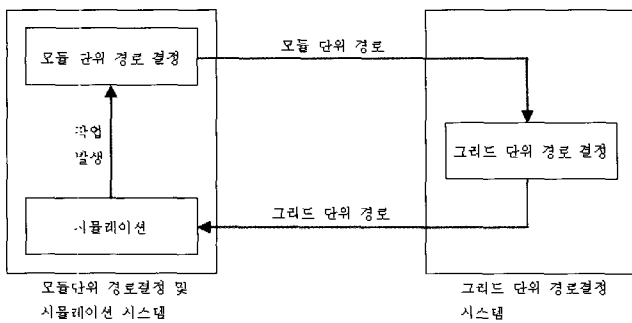 모듈 단위 경로 결정
모듈 단위 경로
작업
발생
그리드 단위 경로 결정
시뮬레이션
그리드 단위 경로
모듈단위 경로결정 및
시뮬레이션 시스템
그리드 단위 경로결정
시스템